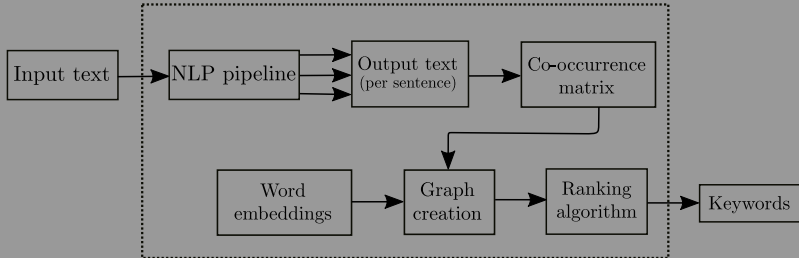 Input text
NLP pipeline
Output text
(per sentence)
Co-occurrence
matrix
Word
embeddings
Graph
creation
Ranking
algorithm
Keywords